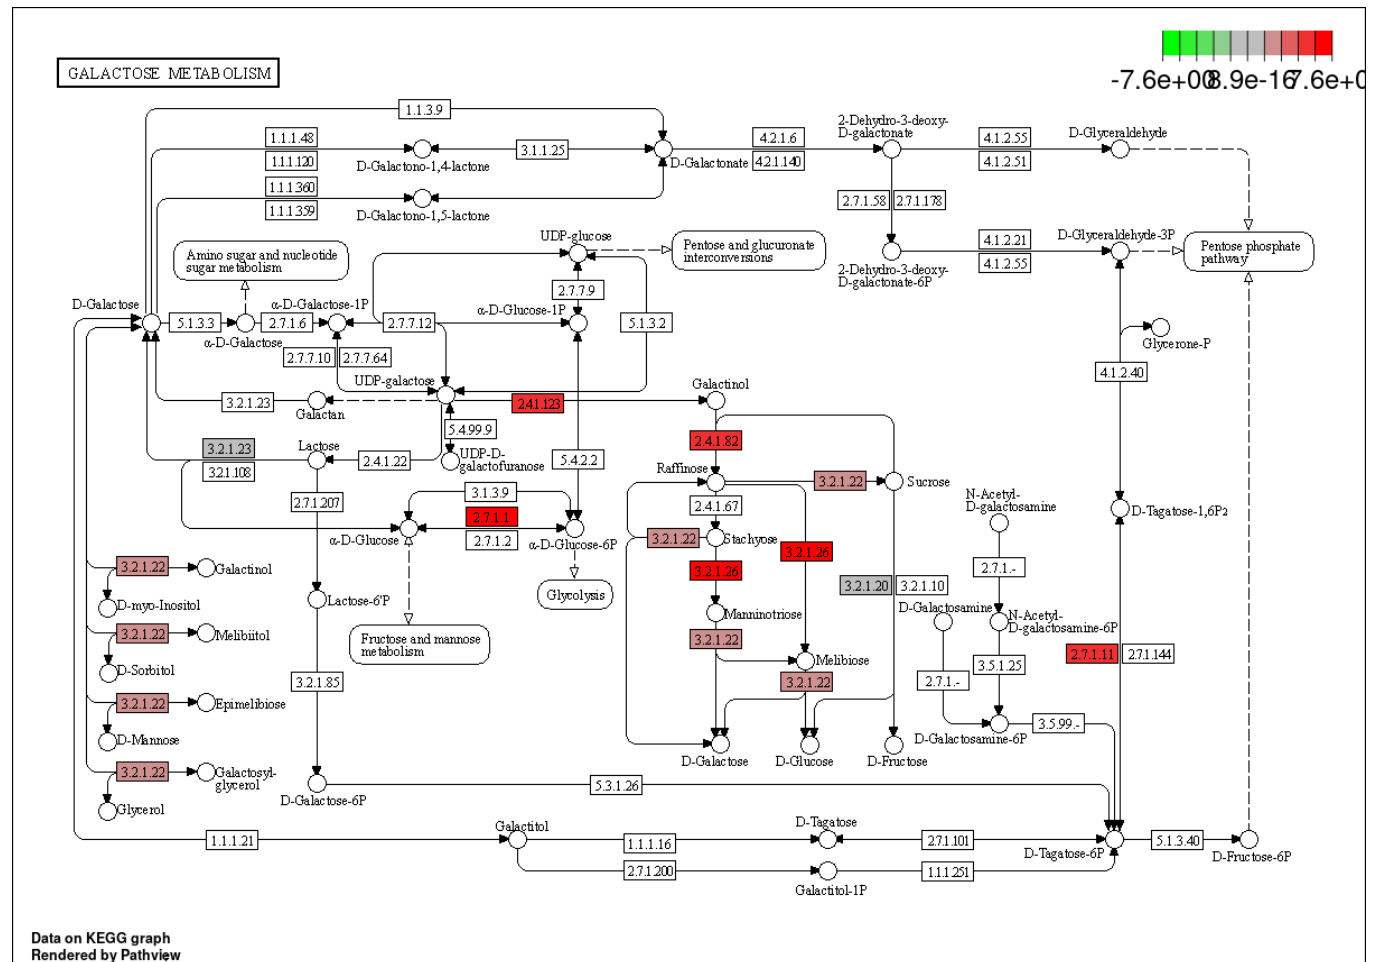 GALACTOSE METABOLISM
-7.6e+00
8.9e-16
7.6e+0
1.1.3.9
1.1.1.48
1.1.1.120
D-Galactono-1,4-lactone
3.1.1.25
D-Galactonate
4.2.1.6
4.2.1.140
2-Dehydro-3-deoxy-
D-galactonate
4.1.2.55
4.1.2.51
D-Glyceraldehyde
1.1.1.360
1.1.1.359
D-Galactono-1,5-lactone
2.7.1.58
2.7.1.178
Amino sugar and nucleotide
sugar metabolism
UDP-glucose
Pentose and glucuronate
interconversions
2-Dehydro-3-deoxy-
D-galactonate-6P
4.1.2.21
4.1.2.55
D-Glyceraldehyde-3P
Pentose phosphate
pathway
D-Galactose
5.1.3.3
α-D-Galactose
2.7.1.6
α-D-Galactose-1P
2.7.7.12
2.7.7.9
α-D-Glucose-1P
5.1.3.2
Glycerone-P
2.7.7.10
2.7.7.64
4.1.2.40
UDP-galactose
3.2.1.23
Galactan
2.4.1.123
Galactinol
5.4.99.9
UDP-D-
galactofuranose
3.2.1.23
3.2.1.108
Lactose
2.4.1.22
5.4.2.2
2.4.1.82
Raffinose
3.2.1.22
Sucrose
2.7.1.207
3.1.3.9
2.7.1.1
2.7.1.2
α-D-Glucose
α-D-Glucose-6P
2.4.1.67
3.2.1.22
Stachyose
3.2.1.26
3.2.1.26
N-Acetyl-
D-galactosamine
D-Tagatose-1,6P2
2.7.1.-
3.2.1.22
Galactinol
D-myo-Inositol
Lactose-6'P
Glycolysis
3.2.1.20
3.2.1.10
Manninotriose
D-Galactosamine
N-Acetyl-
D-galactosamine-6P
3.2.1.22
Melibiitol
D-Sorbitol
Fructose and mannose
metabolism
3.2.1.22
Melibiose
3.2.1.22
3.5.1.25
2.7.1.-
2.7.1.11
2.7.1.144
3.2.1.85
3.2.1.22
Epimelibiose
D-Mannose
D-Galactose
D-Glucose
D-Fructose
D-Galactosamine-6P
3.5.99.-
3.2.1.22
Galactosyl-
glycerol
Glycerol
D-Galactose-6P
5.3.1.26
1.1.1.21
Galactitol
1.1.1.16
D-Tagatose
2.7.1.101
D-Tagatose-6P
5.1.3.40
D-Fructose-6P
2.7.1.200
Galactitol-1P
1.1.1.251
Data on KEGG graph
Rendered by Pathview